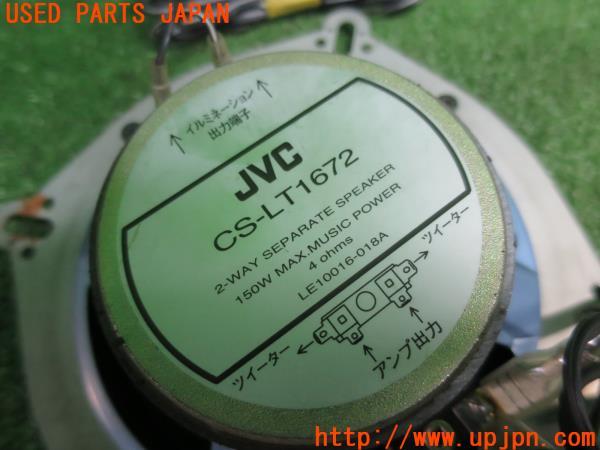 USED PARTS JAPAN
イルミネーション
出力端子
JVC
CS-LT1672
2-WAY SEPARATE SPEAKER
150W MAX.MUSIC POWER
4 ohms
LE10016-018A
ツイーター
ツイーター
アンプ出力
http://www.upjpn.com